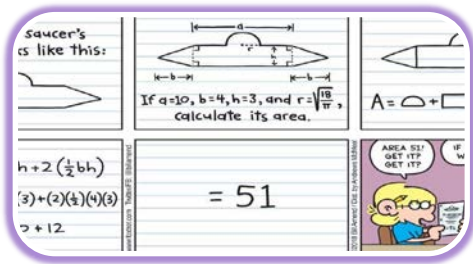 saucer's
s like this:
a
r
h
b
b
If a=10, b=4, h=3, and r=√18/π,
calculate its area.
A= +
h+2(½bh)
(3)+(2)(½)(4)(3)
+12
= 51
AREA 51!
GET IT?
GET IT?
IF
W